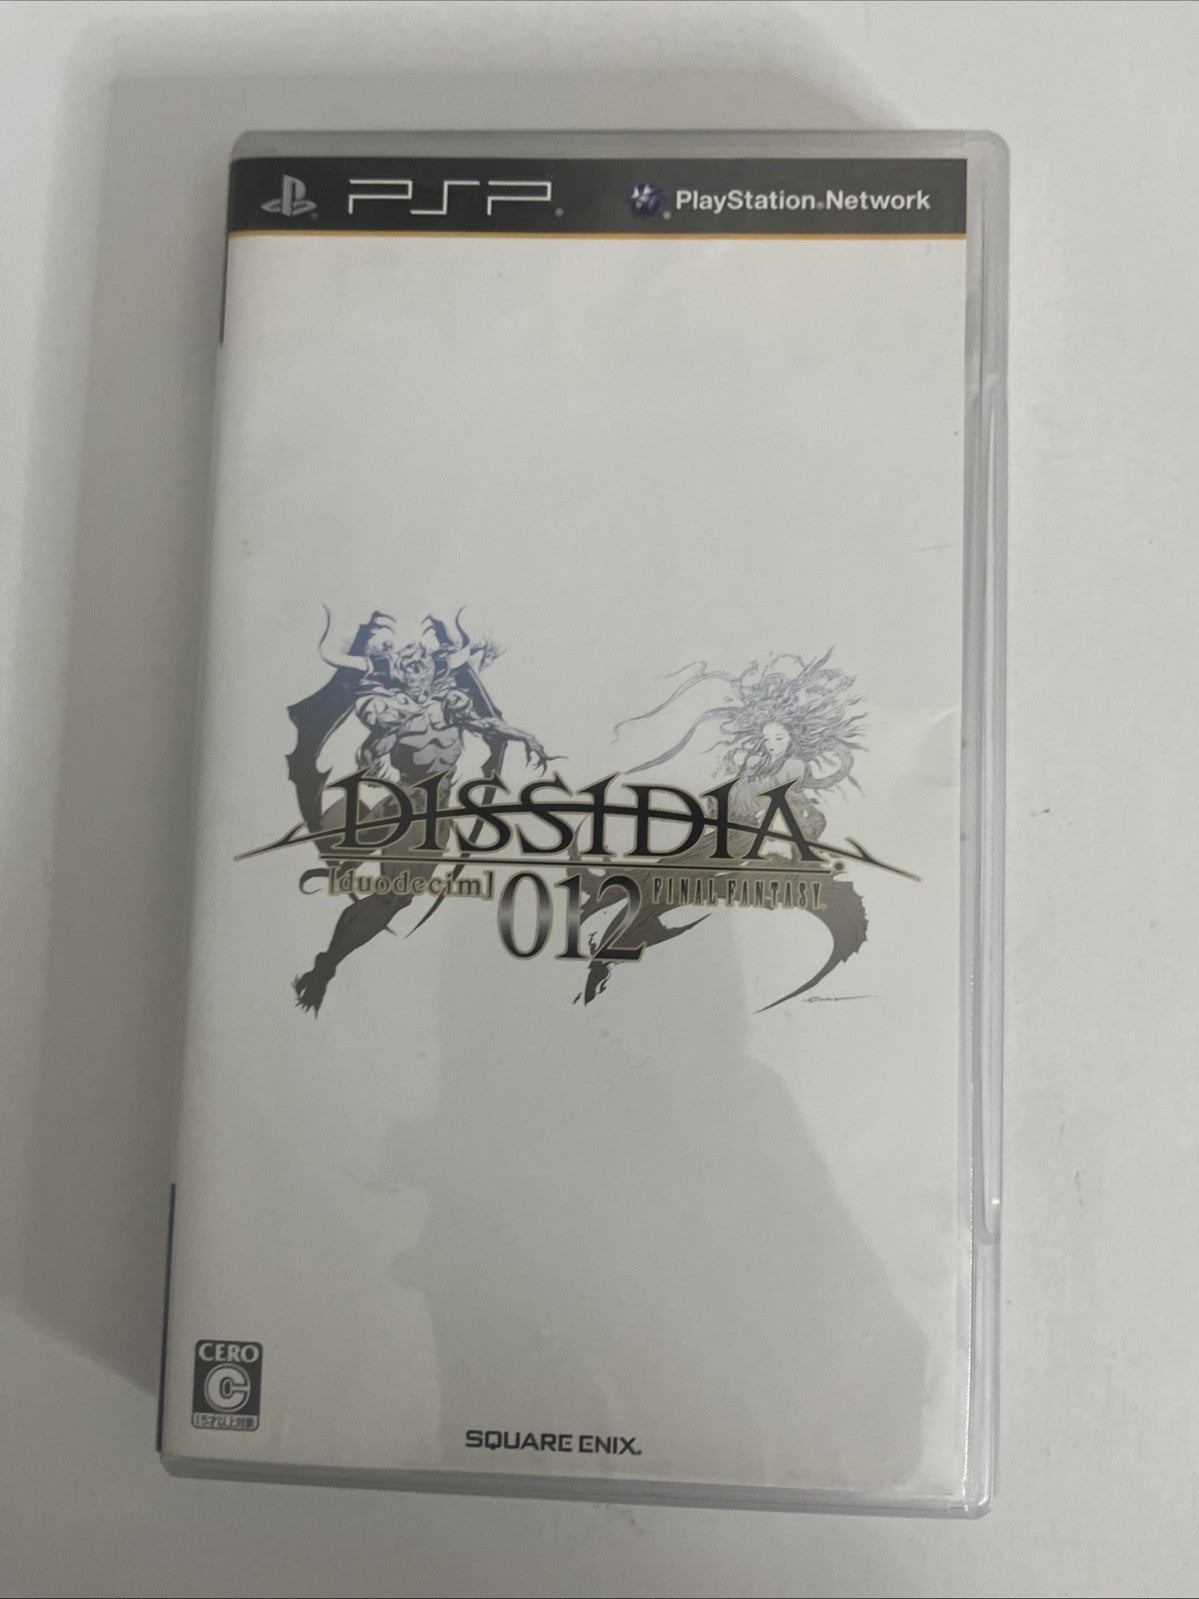 PSP® PlayStation®Network
DISSIDIA®
[duodecim] 012 FINAL FANTASY®
CERO
C
15才以上対象
SQUARE ENIX®